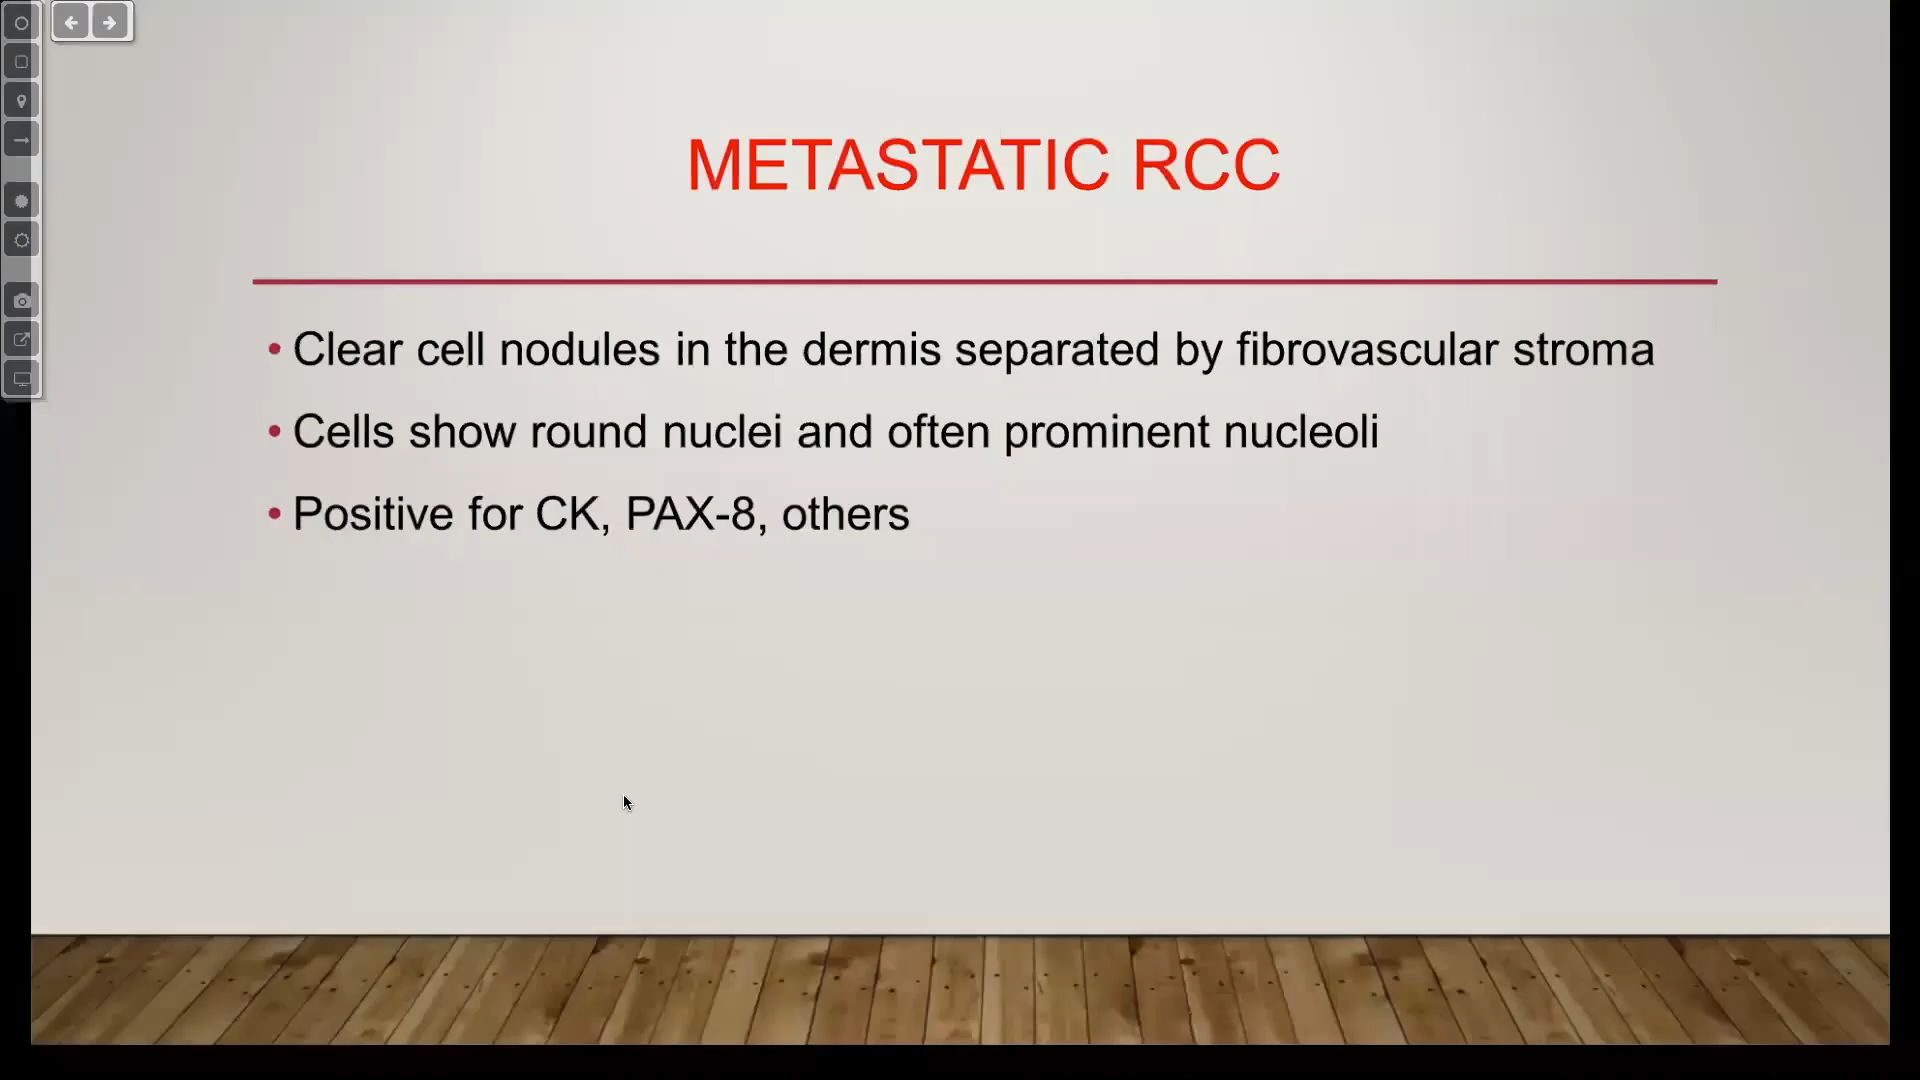 METASTATIC RCC
• Clear cell nodules in the dermis separated by fibrovascular stroma
• Cells show round nuclei and often prominent nucleoli
• Positive for CK, PAX-8, others